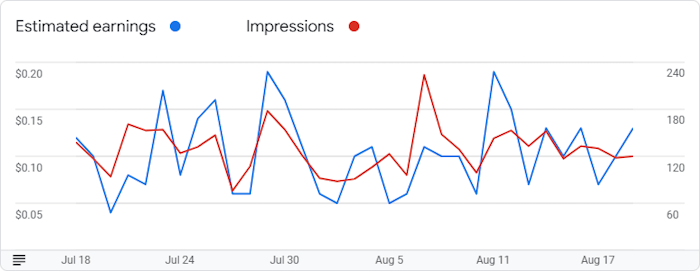 Estimated earnings Impressions
$0.20 240
$0.15 180
$0.10 120
$0.05 60
Jul 18 Jul 24 Jul 30 Aug 5 Aug 11 Aug 17